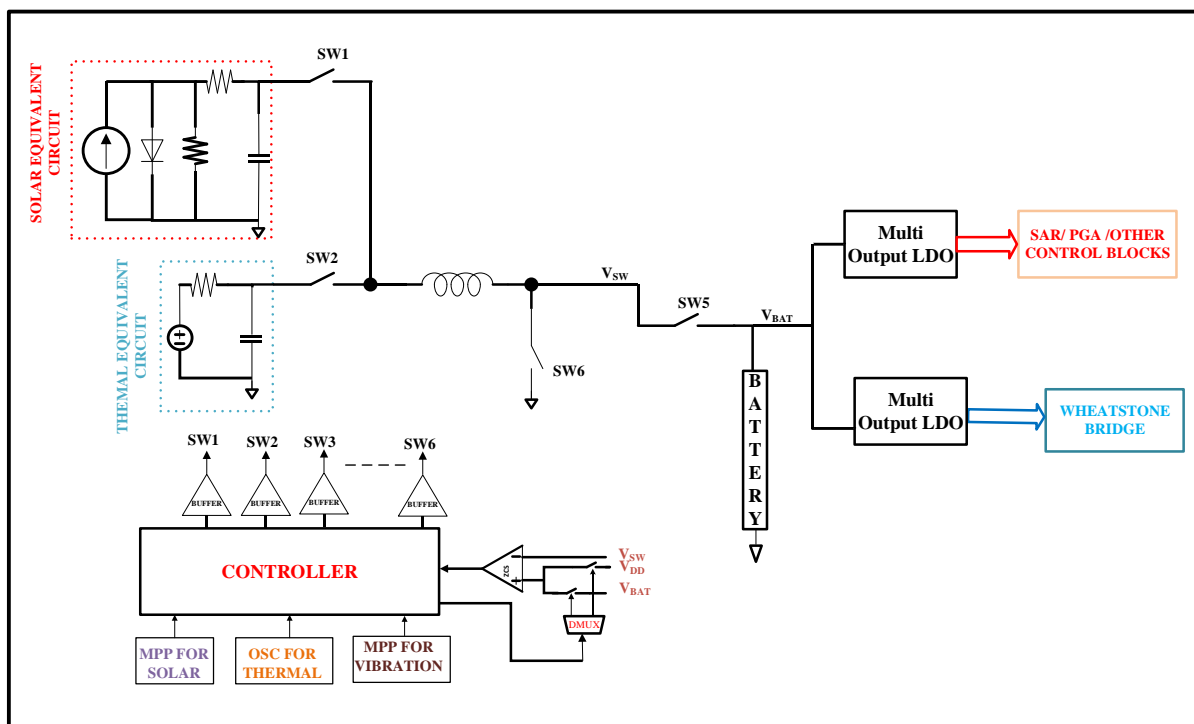 SW1
SOLAR EQUIVALENT
CIRCUIT
SW2
THEMAL EQUIVALENT
CIRCUIT
VSW
SW5
VBAT
SW6
BATTERY
Multi
Output LDO
SAR/ PGA /OTHER
CONTROL BLOCKS
Multi
Output LDO
WHEATSTONE
BRIDGE
SW1
SW2
SW3
SW6
BUFFER
BUFFER
BUFFER
BUFFER
CONTROLLER
ZCS
VSW
VDD
VBAT
DMUX
MPP FOR
SOLAR
OSC FOR
THERMAL
MPP FOR
VIBRATION